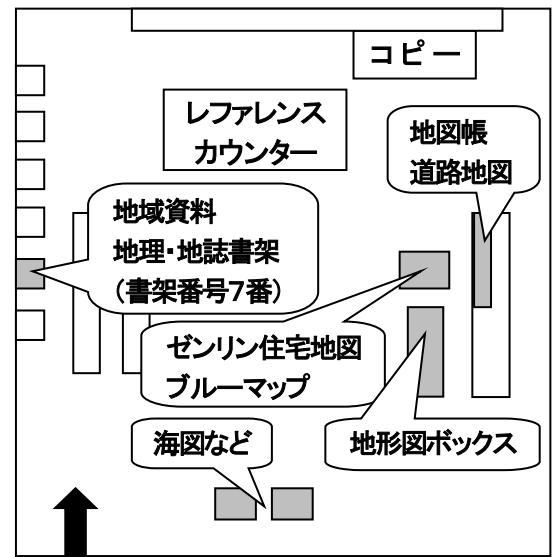 コピー
レファレンス
カウンター
地図帳
道路地図
地域資料
地理・地誌書架
（書架番号７番）
ゼンリン住宅地図
ブルーマップ
海図など
地形図ボックス